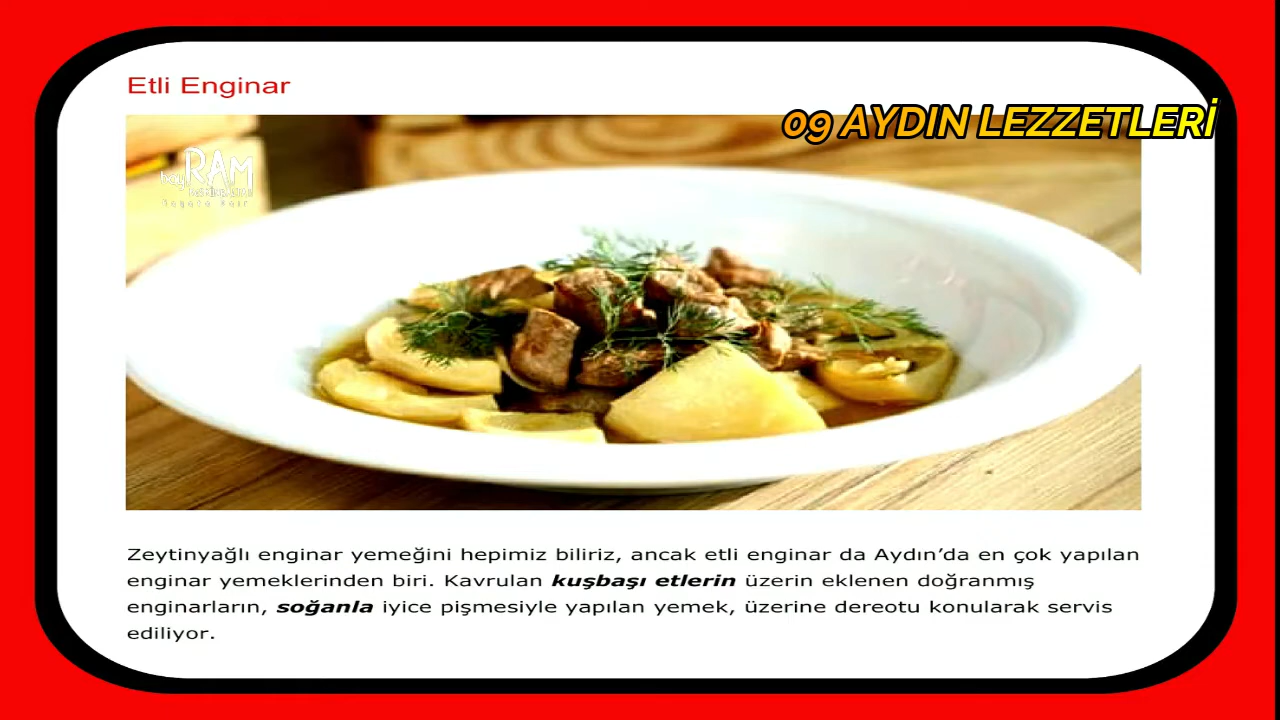 Etli Enginar
09 AYDIN LEZZETLERİ
RAM
Zeytinyağlı enginar yemeğini hepimiz biliriz, ancak etli enginar da Aydın’da en çok yapılan
enginar yemeklerinden biri. Kavrulan kuşbaşı etlerin üzerin eklenen doğranmış
enginarların, soğanla iyice pişmesiyle yapılan yemek, üzerine dereotu konularak servis
ediliyor.